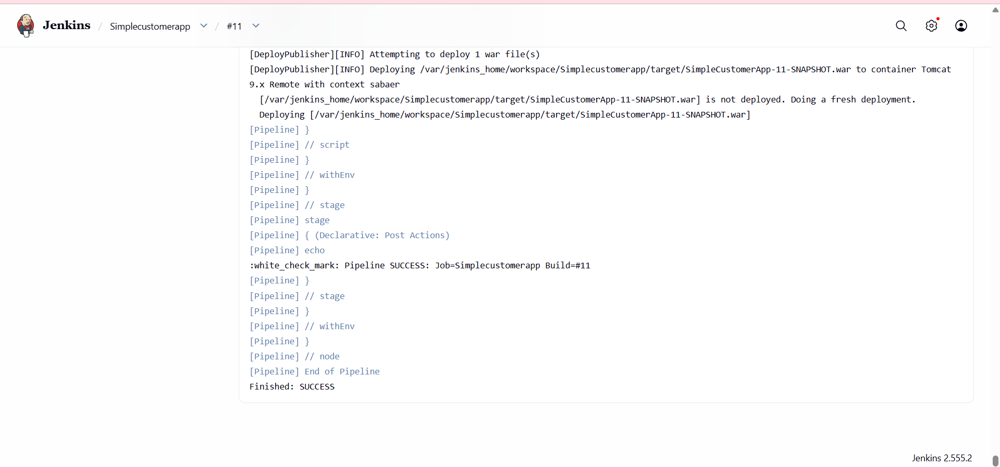 Jenkins / Simplecustomerapp / #11
[DeployPublisher][INFO] Attempting to deploy 1 war file(s)
[DeployPublisher][INFO] Deploying /var/jenkins_home/workspace/Simplecustomerapp/target/SimpleCustomerApp-11-SNAPSHOT.war to container Tomcat
9.x Remote with context sabaer
  [/var/jenkins_home/workspace/Simplecustomerapp/target/SimpleCustomerApp-11-SNAPSHOT.war] is not deployed. Doing a fresh deployment.
  Deploying [/var/jenkins_home/workspace/Simplecustomerapp/target/SimpleCustomerApp-11-SNAPSHOT.war]
[Pipeline] }
[Pipeline] // script
[Pipeline] }
[Pipeline] // withEnv
[Pipeline] }
[Pipeline] // stage
[Pipeline] stage
[Pipeline] { (Declarative: Post Actions)
[Pipeline] echo
:white_check_mark: Pipeline SUCCESS: Job=Simplecustomerapp Build=#11
[Pipeline] }
[Pipeline] // stage
[Pipeline] }
[Pipeline] // withEnv
[Pipeline] }
[Pipeline] // node
[Pipeline] End of Pipeline
Finished: SUCCESS
Jenkins 2.555.2